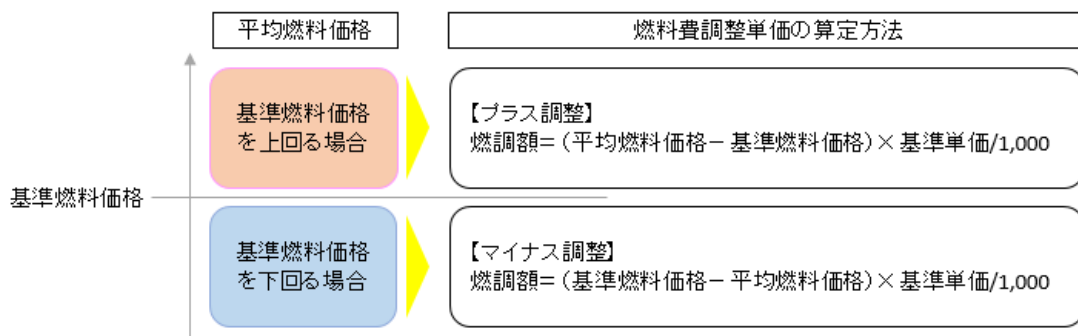 平均燃料価格
燃料費調整単価の算定方法
基準燃料価格
を上回る場合
【プラス調整】
燃調額=(平均燃料価格－基準燃料価格)×基準単価/1,000
基準燃料価格
基準燃料価格
を下回る場合
【マイナス調整】
燃調額=(基準燃料価格－平均燃料価格)×基準単価/1,000